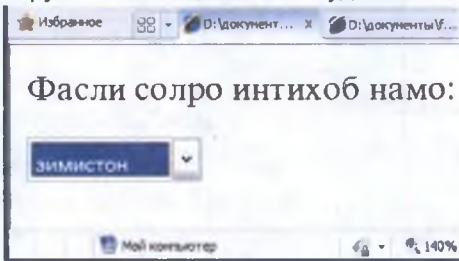 Избранное D:\документ... x D:\документы\f...
Фасли солро интихоб намо:
зимистон
Мой компьютер 140%